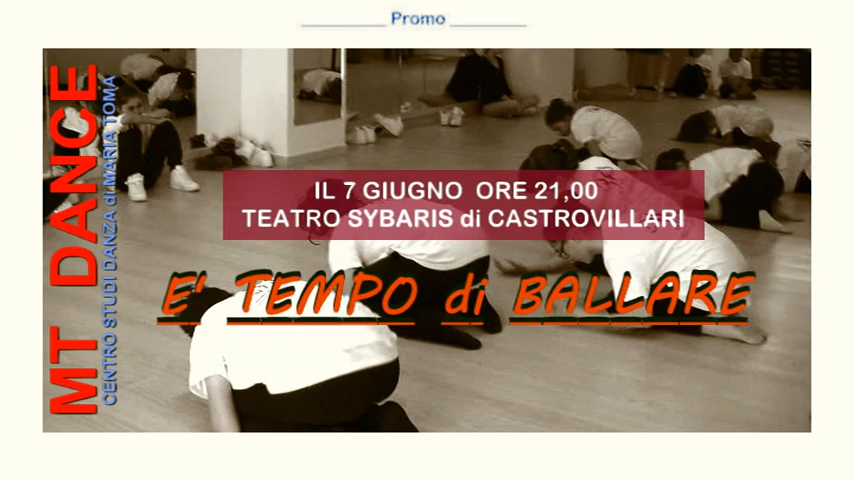 Promo
MT DANCE
CENTRO STUDI DANZA di MARIA TOMA
IL 7 GIUGNO ORE 21,00
TEATRO SYBARIS di CASTROVILLARI
E' TEMPO di BALLARE